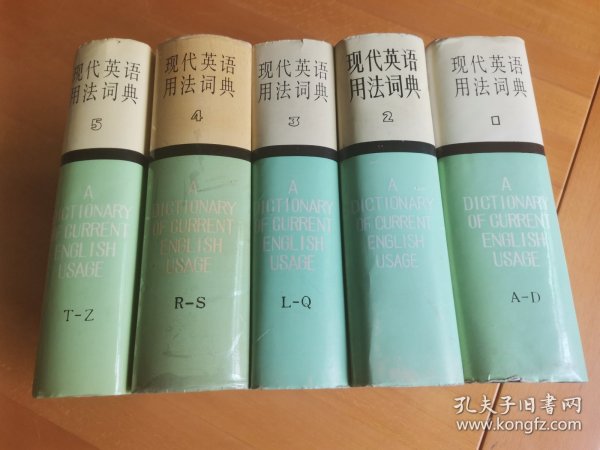 现代英语
用法词典
5
A
DICTIONARY
OF CURRENT
ENGLISH
USAGE
T-Z
现代英语
用法词典
4
A
DICTIONARY
OF CURRENT
ENGLISH
USAGE
R-S
现代英语
用法词典
3
A
DICTIONARY
OF CURRENT
ENGLISH
USAGE
L-Q
现代英语
用法词典
2
A
DICTIONARY
OF CURRENT
ENGLISH
USAGE
现代英语
用法词典
1
A
DICTIONARY
OF CURRENT
ENGLISH
USAGE
A-D
孔夫子旧书网
www.kongfz.com